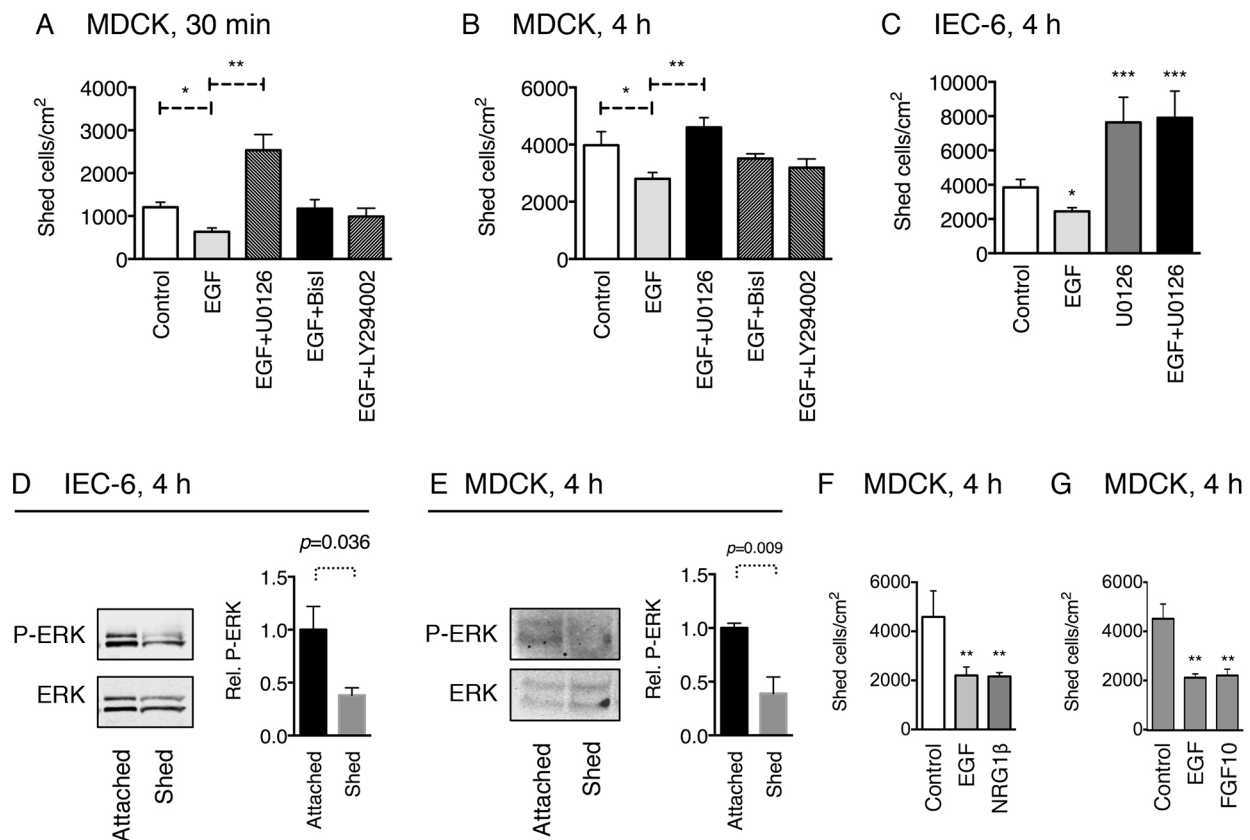 A MDCK, 30 min
Shed cells/cm²
4000
3000
2000
1000
0
*
**
Control
EGF
EGF+U0126
EGF+BisI
EGF+LY294002
B MDCK, 4 h
Shed cells/cm²
6000
4000
2000
0
*
**
Control
EGF
EGF+U0126
EGF+BisI
EGF+LY294002
C IEC-6, 4 h
Shed cells/cm²
10000
8000
6000
4000
2000
0
*
***
***
Control
EGF
U0126
EGF+U0126
D IEC-6, 4 h
P-ERK
ERK
Attached
Shed
p=0.036
Rel. P-ERK
1.5
1.0
0.5
0.0
Attached
Shed
E MDCK, 4 h
P-ERK
ERK
Attached
Shed
p=0.009
Rel. P-ERK
1.5
1.0
0.5
0.0
Attached
Shed
F MDCK, 4 h
Shed cells/cm²
6000
4000
2000
0
**
**
Control
EGF
NRG1β
G MDCK, 4 h
Shed cells/cm²
6000
4000
2000
0
**
**
Control
EGF
FGF10